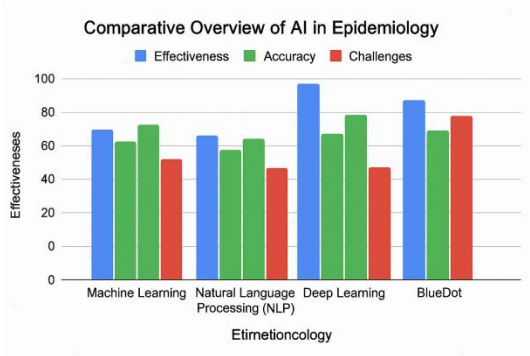 Comparative Overview of AI in Epidemiology
Effectiveness Accuracy Challenges
Effectiveneses
100
80
60
40
20
0
0
Machine Learning Natural Language Processing (NLP) Deep Learning BlueDot
Etirnetioncology